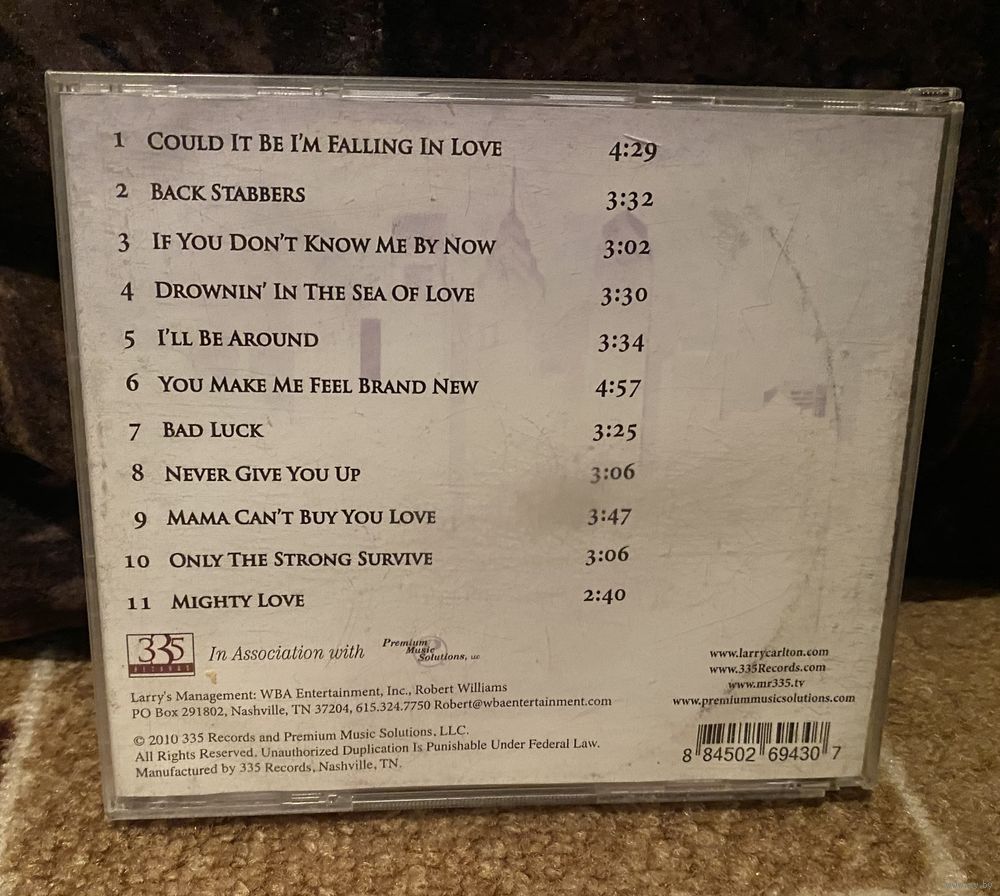 1 COULD IT BE I'M FALLING IN LOVE 4:29
2 BACK STABBERS 3:32
3 IF YOU DON'T KNOW ME BY NOW 3:02
4 DROWNIN' IN THE SEA OF LOVE 3:30
5 I'LL BE AROUND 3:34
6 YOU MAKE ME FEEL BRAND NEW 4:57
7 BAD LUCK 3:25
8 NEVER GIVE YOU UP 3:06
9 MAMA CAN'T BUY YOU LOVE 3:47
10 ONLY THE STRONG SURVIVE 3:06
11 MIGHTY LOVE 2:40
335
RECORDS
In Association with
Premium
Music
Solutions, LLC
www.larrycarlton.com
www.335Records.com
www.mr335.tv
www.premiummusicsolutions.com
Larry's Management: WBA Entertainment, Inc., Robert Williams
PO Box 291802, Nashville, TN 37204, 615.324.7750 Robert@wbaentertainment.com
© 2010 335 Records and Premium Music Solutions, LLC.
All Rights Reserved. Unauthorized Duplication Is Punishable Under Federal Law.
Manufactured by 335 Records, Nashville, TN.
8 84502 69430 7